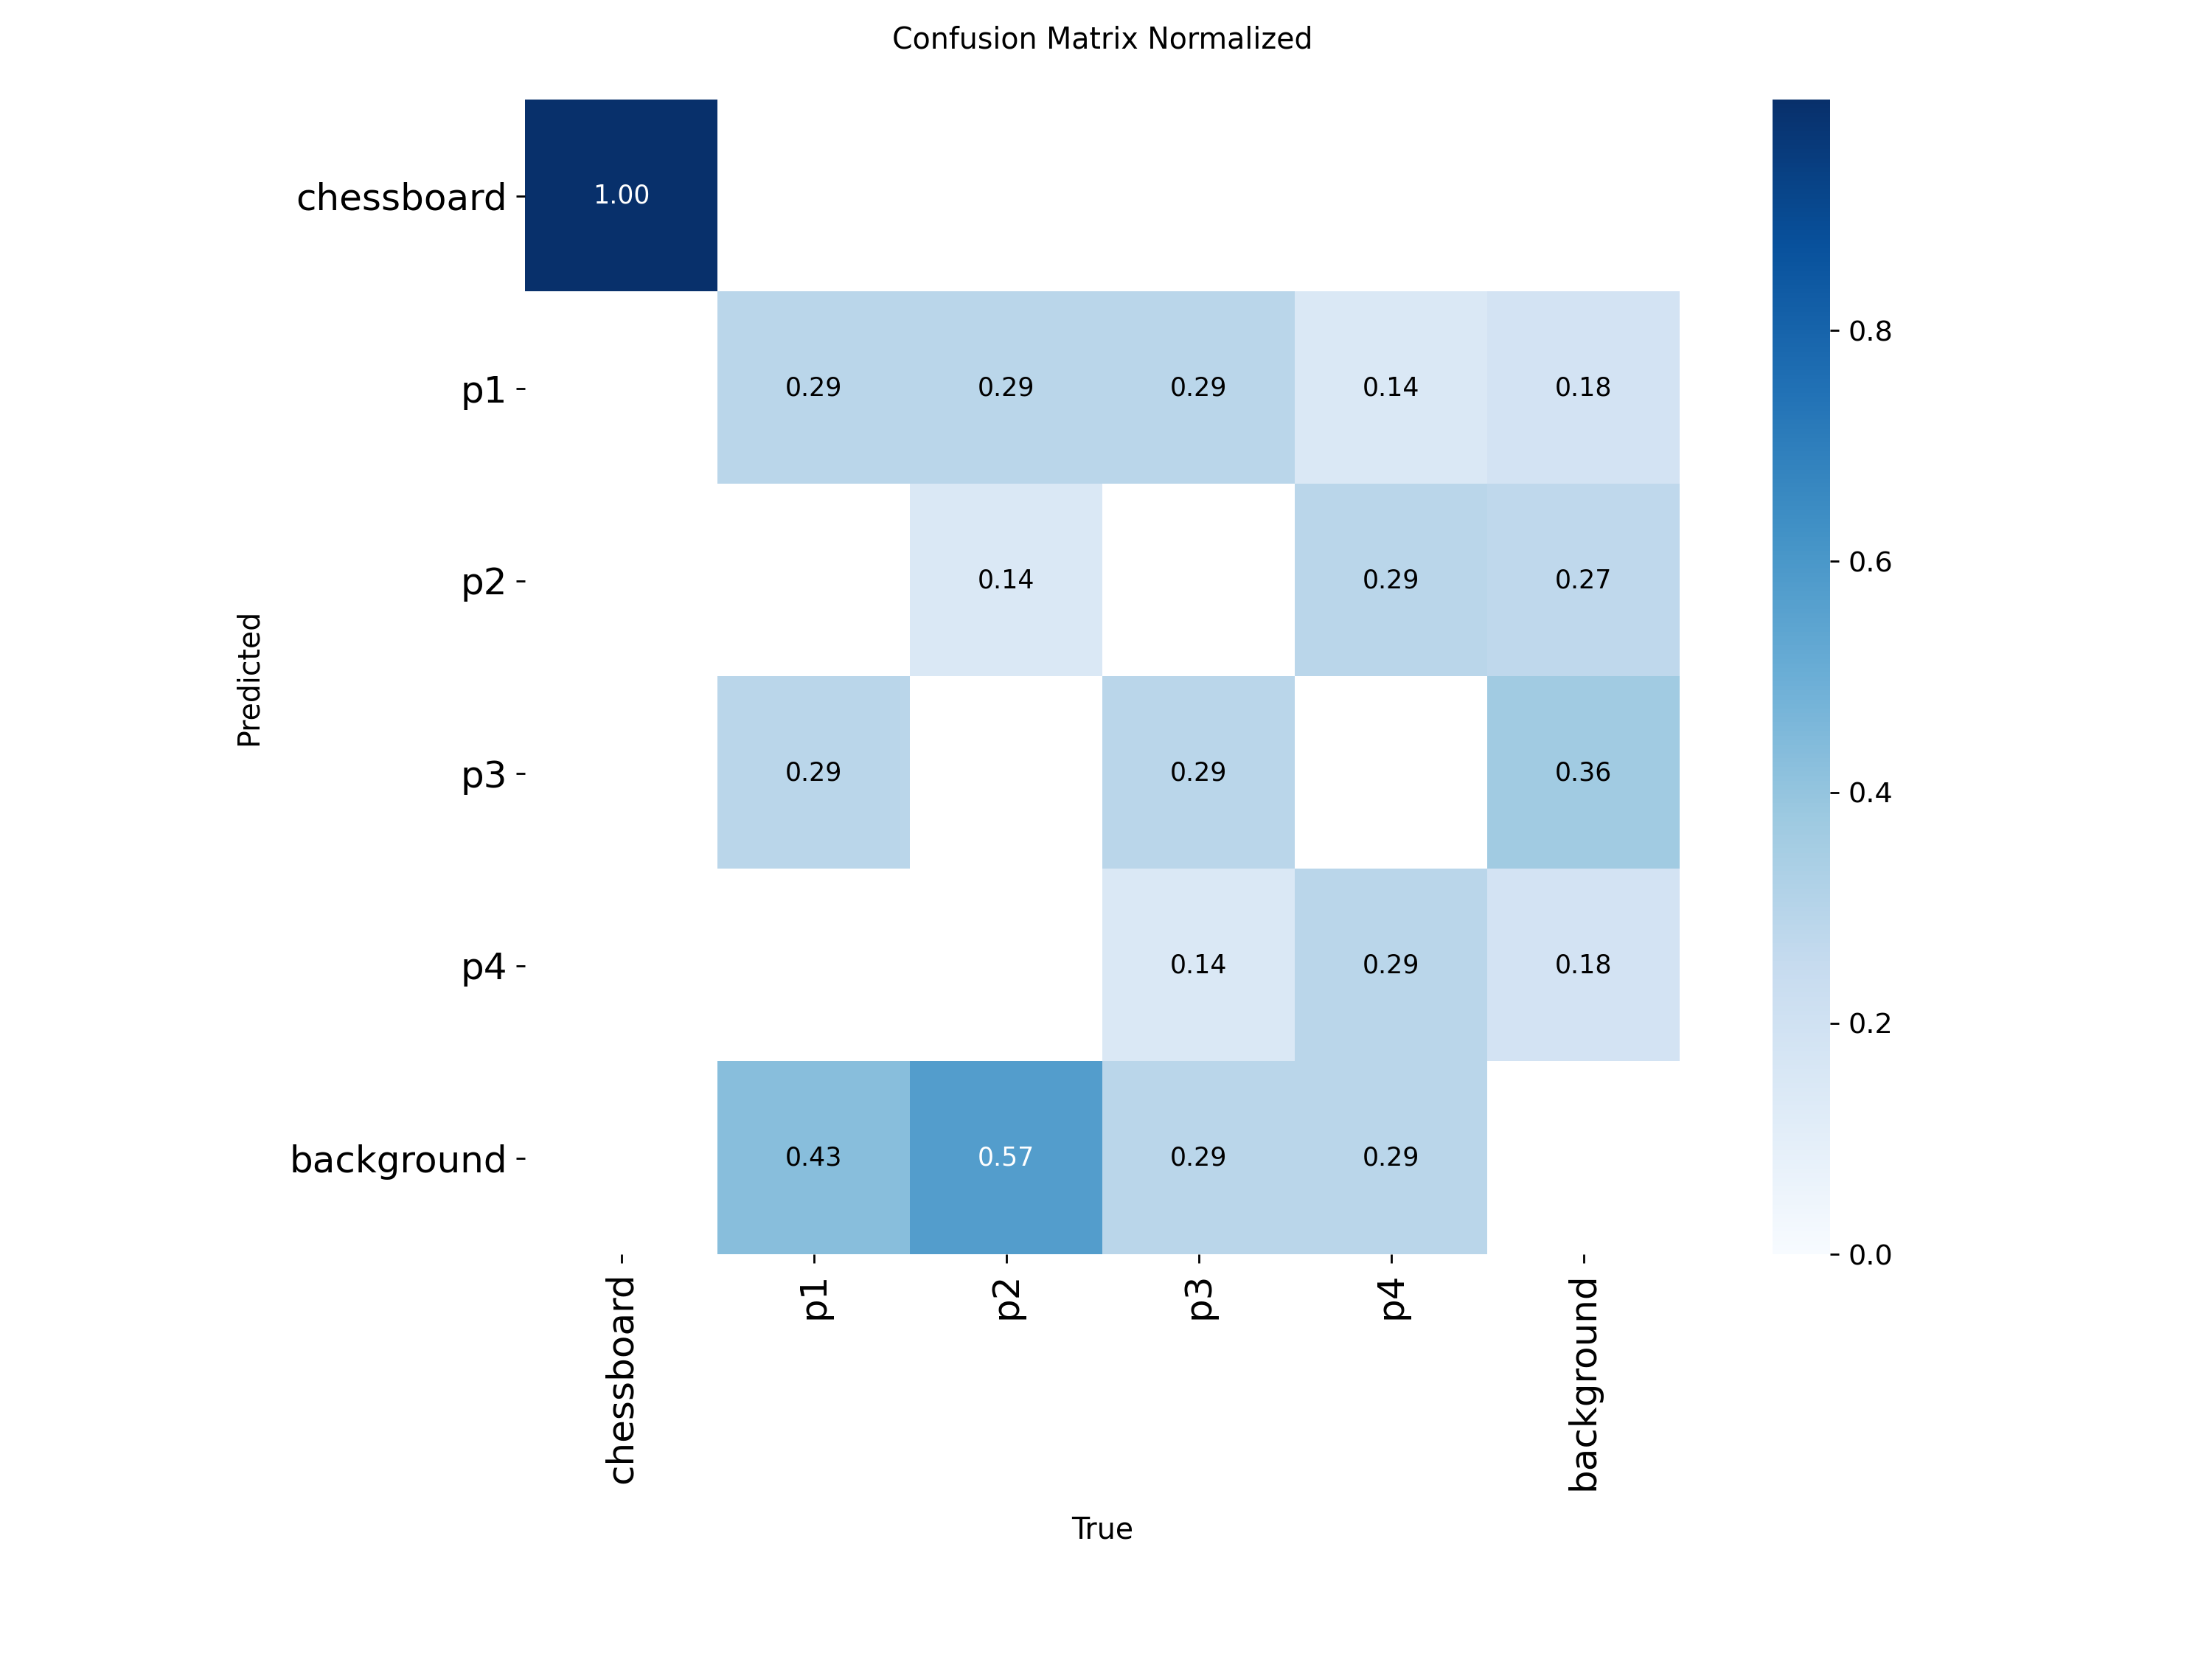 Confusion Matrix Normalized
chessboard
1.00
p1
0.29 0.29 0.29 0.14 0.18
p2
0.14 0.29 0.27
p3
0.29 0.29 0.36
p4
0.14 0.29 0.18
background
0.43 0.57 0.29 0.29
Predicted
chessboard
p1
p2
p3
p4
background
True
0.8
0.6
0.4
0.2
0.0